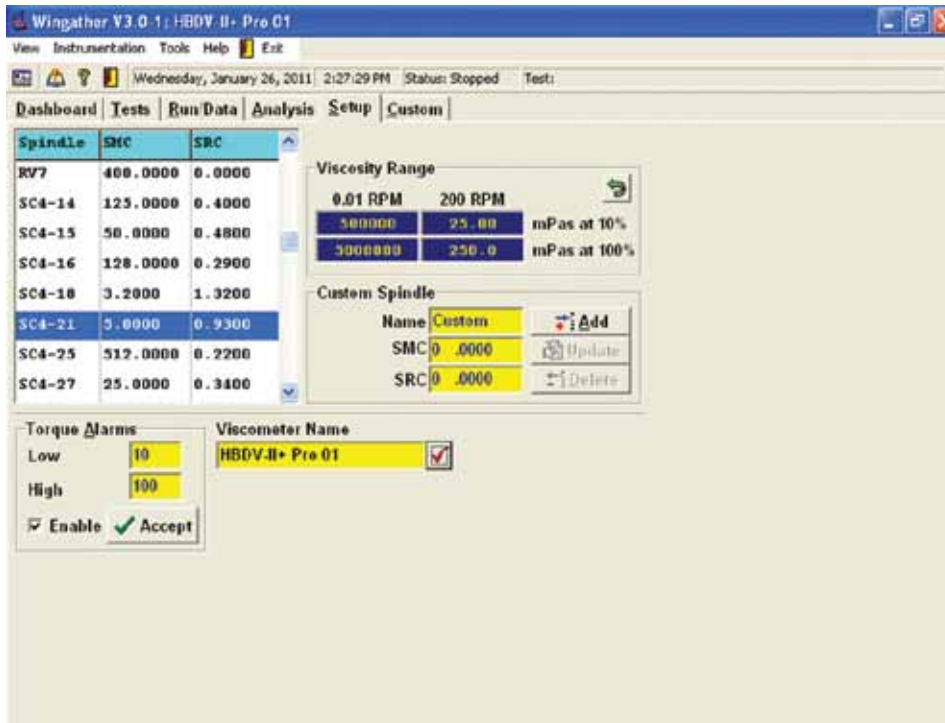 Wingather V3.0-1; HBDV-II+ Pro 01
View Instrumentation Tools Help Exit
Wednesday, January 26, 2011 2:27:29 PM Status: Stopped Test:
Dashboard Tests Run/Data Analysis Setup Custom
Spindle SMC SRC
RV7 400.0000 0.0000
SC4-14 125.0000 0.4000
SC4-15 50.0000 0.4800
SC4-16 128.0000 0.2900
SC4-18 3.2000 1.3200
SC4-21 5.0000 0.9300
SC4-25 512.0000 0.2200
SC4-27 25.0000 0.3400
Viscosity Range
0.01 RPM 200 RPM
500000 25.00 mPas at 10%
5000000 250.0 mPas at 100%
Custom Spindle
Name Custom Add
SMC 0 .0000 Update
SRC 0 .0000 Delete
Torque Alarms
Low 10
High 100
Enable Accept
Viscometer Name
HBDV-II+ Pro 01